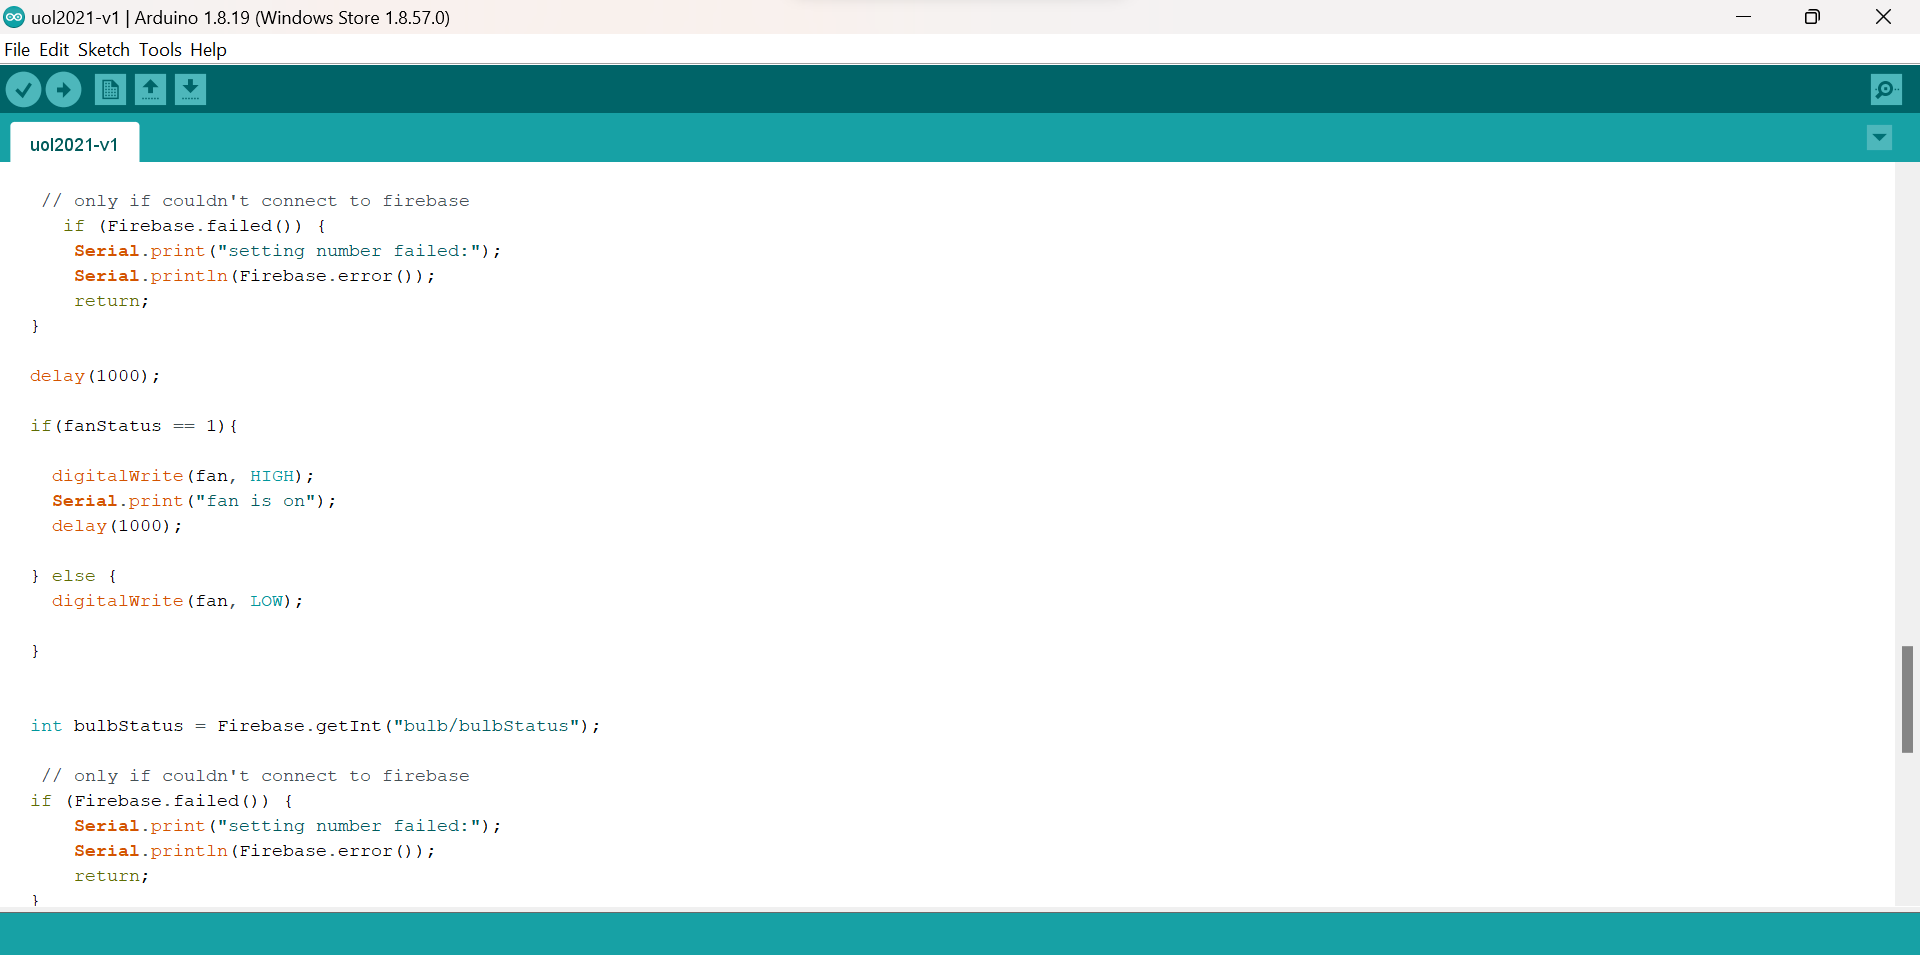 uol2021-v1 | Arduino 1.8.19 (Windows Store 1.8.57.0)
File Edit Sketch Tools Help
uol2021-v1
// only if couldn't connect to firebase
if (Firebase.failed()) {
Serial.print("setting number failed:");
Serial.println(Firebase.error());
return;
}
delay(1000);
if(fanStatus == 1){
digitalWrite(fan, HIGH);
Serial.print("fan is on");
delay(1000);
} else {
digitalWrite(fan, LOW);
}
int bulbStatus = Firebase.getInt("bulb/bulbStatus");
// only if couldn't connect to firebase
if (Firebase.failed()) {
Serial.print("setting number failed:");
Serial.println(Firebase.error());
return;
}